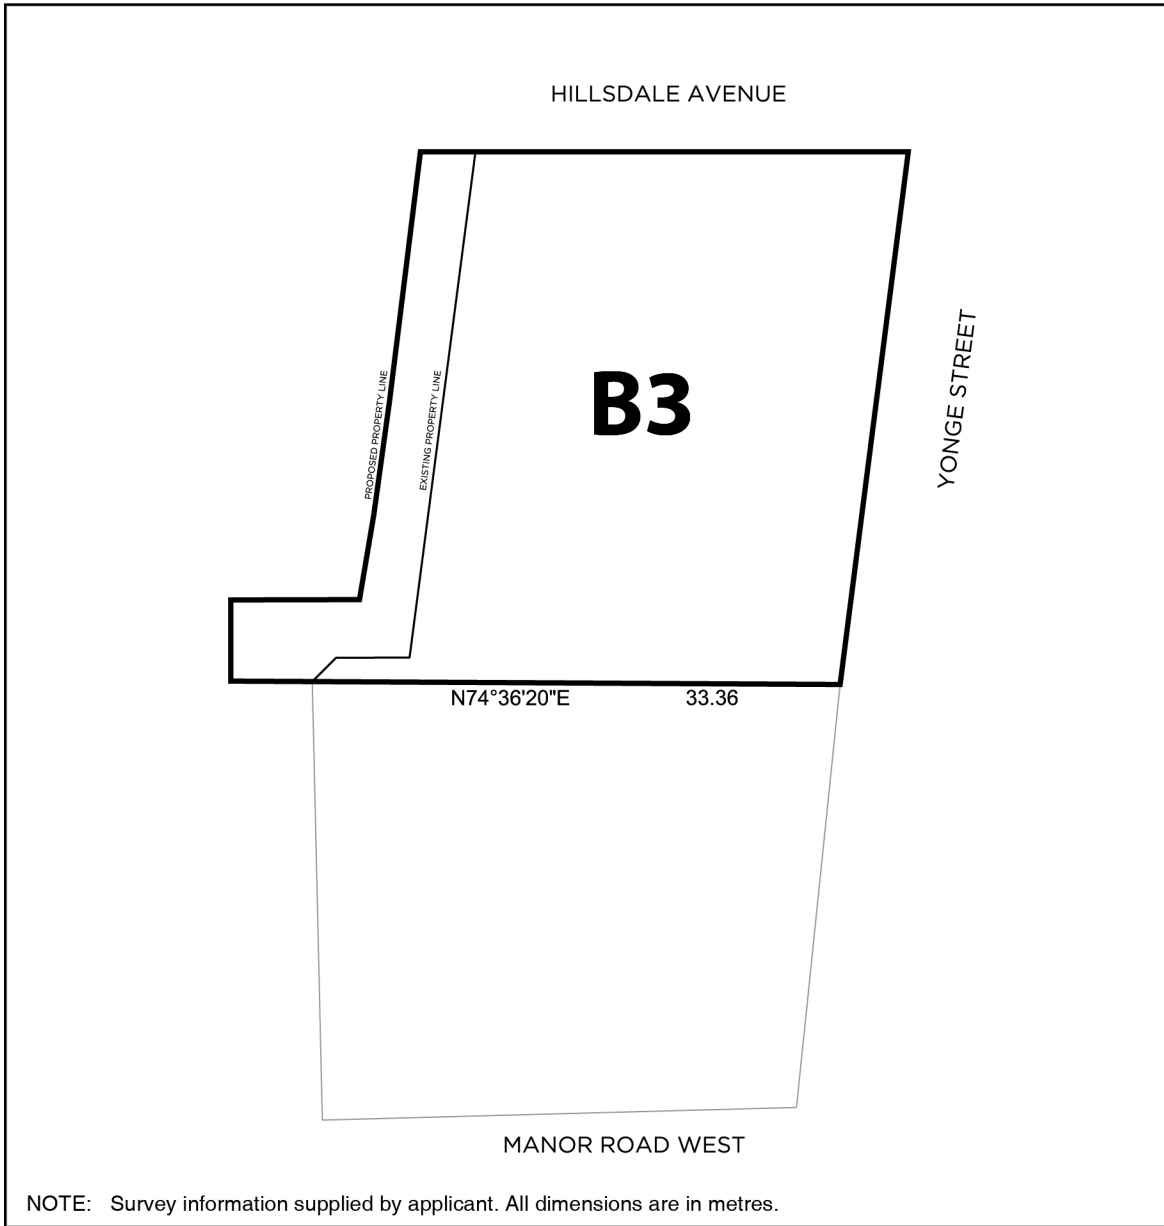 HILLSDALE AVENUE
YONGE STREET
PROPOSED PROPERTY LINE
EXISTING PROPERTY LINE
B3
N74°36'20"E 33.36
MANOR ROAD WEST
NOTE: Survey information supplied by applicant. All dimensions are in metres.